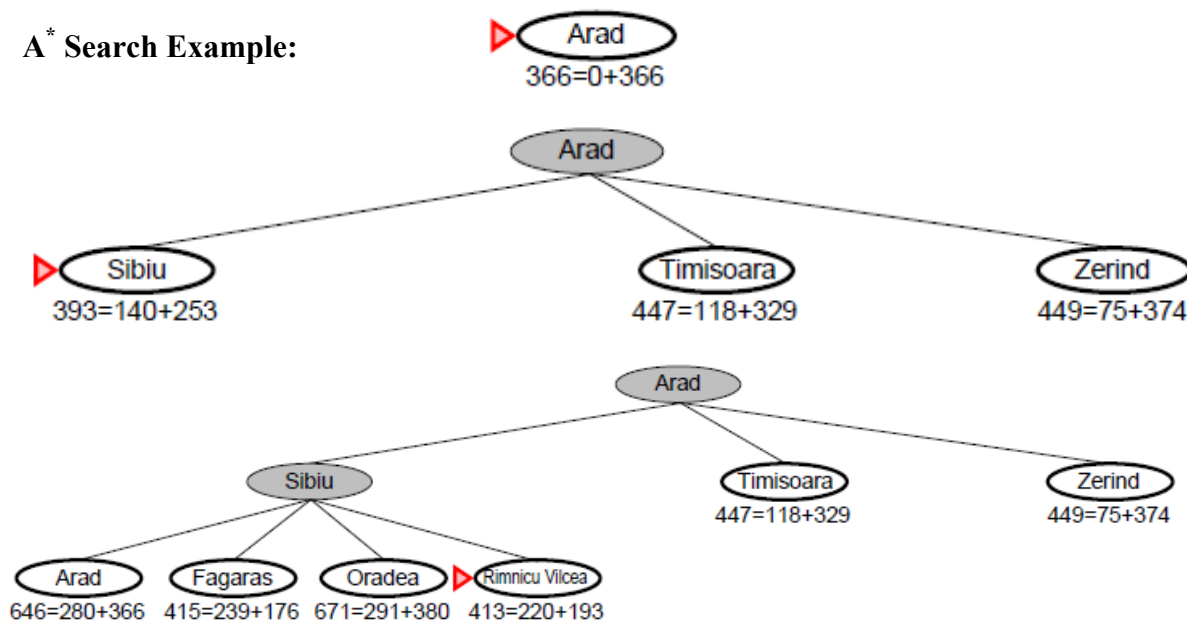 A* Search Example:
Arad
366=0+366
Arad
Sibiu Timisoara Zerind
393=140+253 447=118+329 449=75+374
Arad
Sibiu Timisoara Zerind
447=118+329 449=75+374
Arad Fagaras Oradea Rimnicu Vilcea
646=280+366 415=239+176 671=291+380 413=220+193